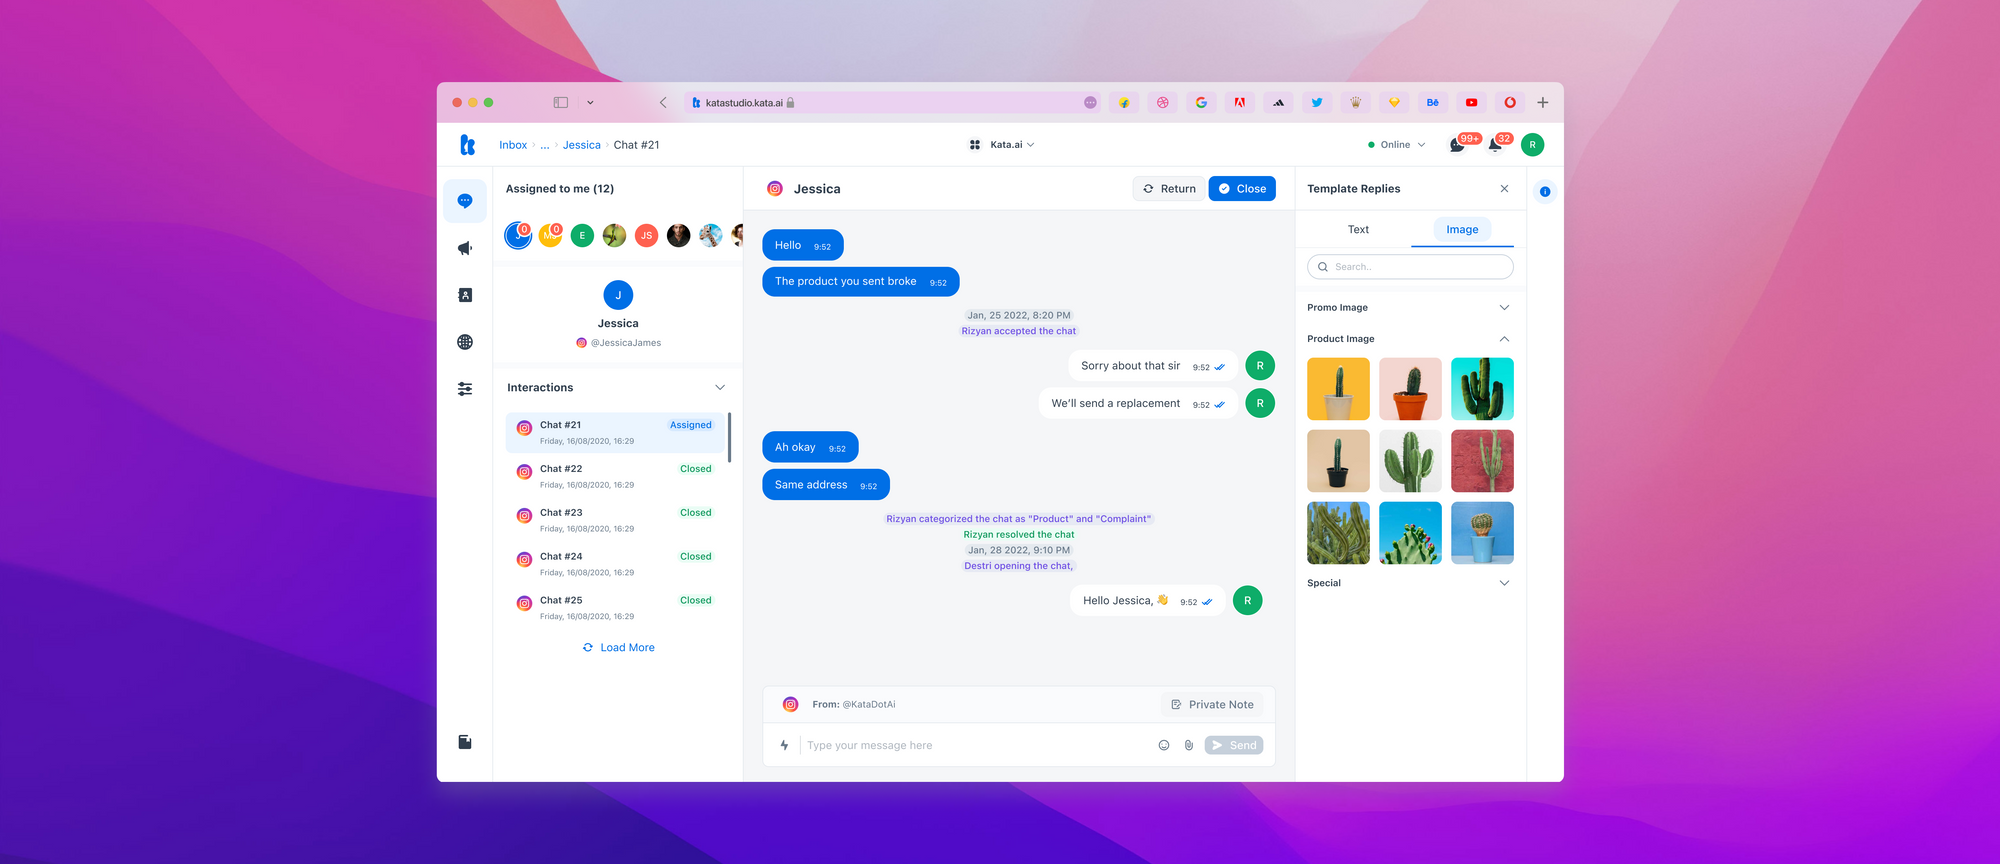 katastudio.kata.ai
Bē
Inbox › ... › Jessica › Chat #21
Kata.ai
Online
99+
32
R
Assigned to me (12)
0
0
E
JS
J
Jessica
@JessicaJames
Interactions
Chat #21
Assigned
Friday, 16/08/2020, 16:29
Chat #22
Closed
Friday, 16/08/2020, 16:29
Chat #23
Closed
Friday, 16/08/2020, 16:29
Chat #24
Closed
Friday, 16/08/2020, 16:29
Chat #25
Closed
Friday, 16/08/2020, 16:29
Load More
Jessica
Return
Close
Hello 9:52
The product you sent broke 9:52
Jan, 25 2022, 8:20 PM
Rizyan accepted the chat
Sorry about that sir 9:52
R
We'll send a replacement 9:52
R
Ah okay 9:52
Same address 9:52
Rizyan categorized the chat as "Product" and "Complaint"
Rizyan resolved the chat
Jan, 28 2022, 9:10 PM
Destri opening the chat,
Hello Jessica, 👋 9:52
R
From: @KataDotAi
Private Note
Type your message here
Send
Template Replies
Text
Image
Search..
Promo Image
Product Image
Special